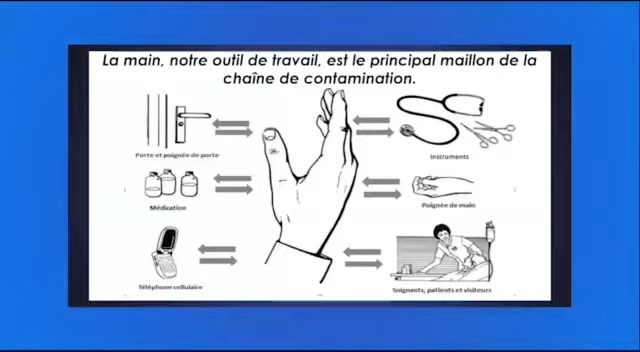 La main, notre outil de travail, est le principal maillon de la
chaîne de contamination.
Porte et poignée de porte
Instruments
Médication
Poignée de main
Téléphone cellulaire
Soignants, patients et visiteurs